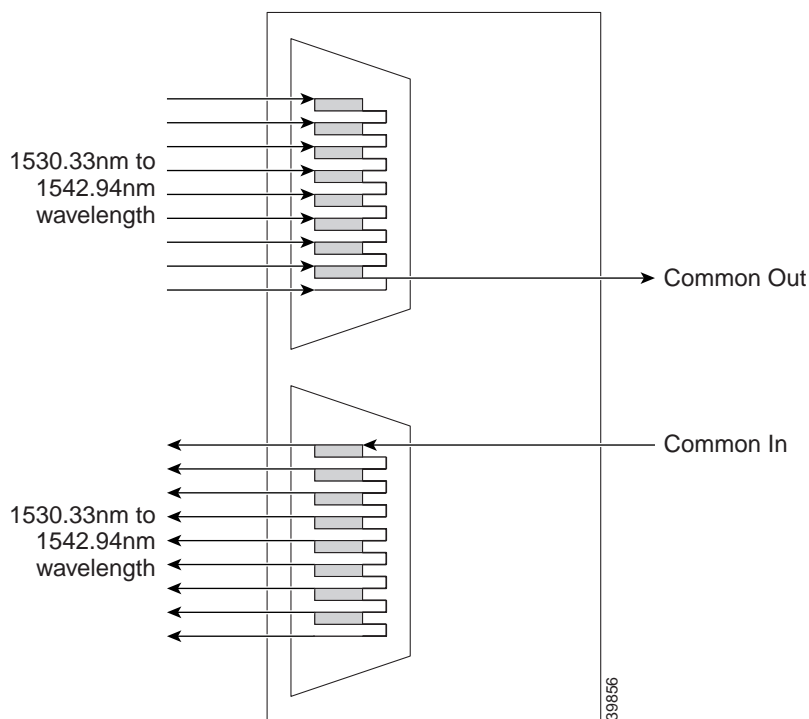 1530.33nm to
1542.94nm
wavelength
Common Out
Common In
1530.33nm to
1542.94nm
wavelength
39856